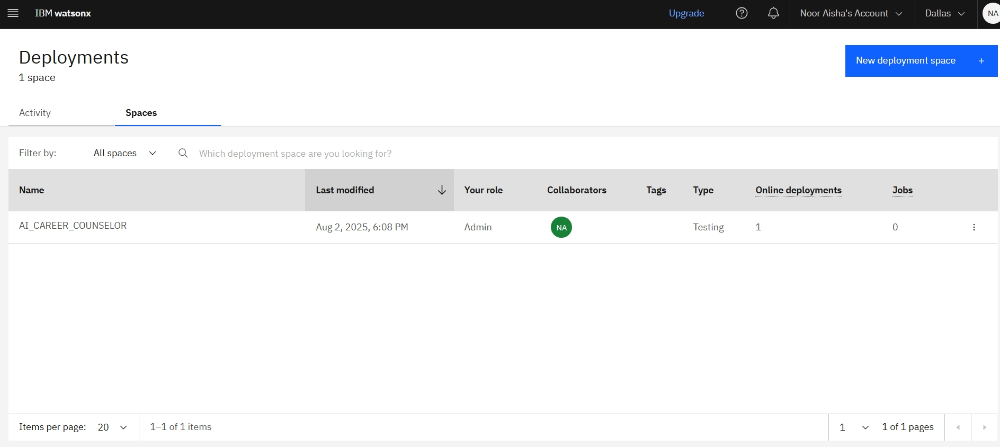 IBM watsonx Upgrade Noor Aisha's Account Dallas NA
Deployments
New deployment space +
1 space
Activity Spaces
Filter by: All spaces Which deployment space are you looking for?
Name Last modified Your role Collaborators Tags Type Online deployments Jobs
AI_CAREER_COUNSELOR Aug 2, 2025, 6:08 PM Admin NA Testing 1 0
Items per page: 20 1–1 of 1 items 1 1 of 1 pages